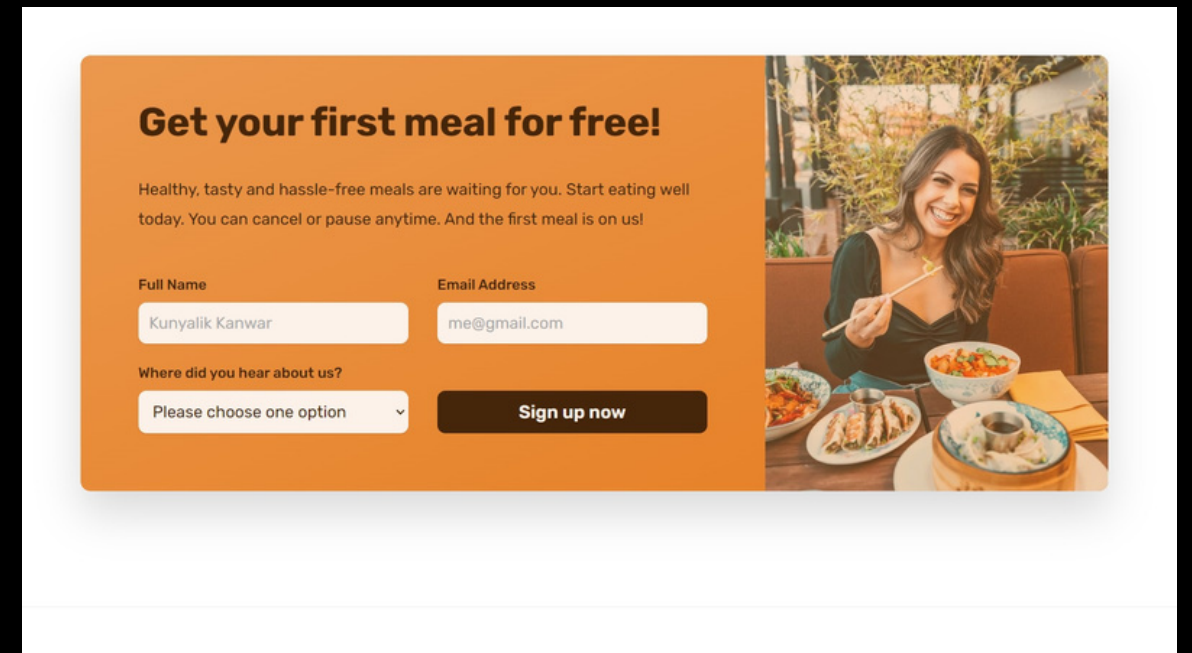 Get your first meal for free!
Healthy, tasty and hassle-free meals are waiting for you. Start eating well
today. You can cancel or pause anytime. And the first meal is on us!
Full Name
Email Address
Kunyalik Kanwar
me@gmail.com
Where did you hear about us?
Please choose one option
Sign up now